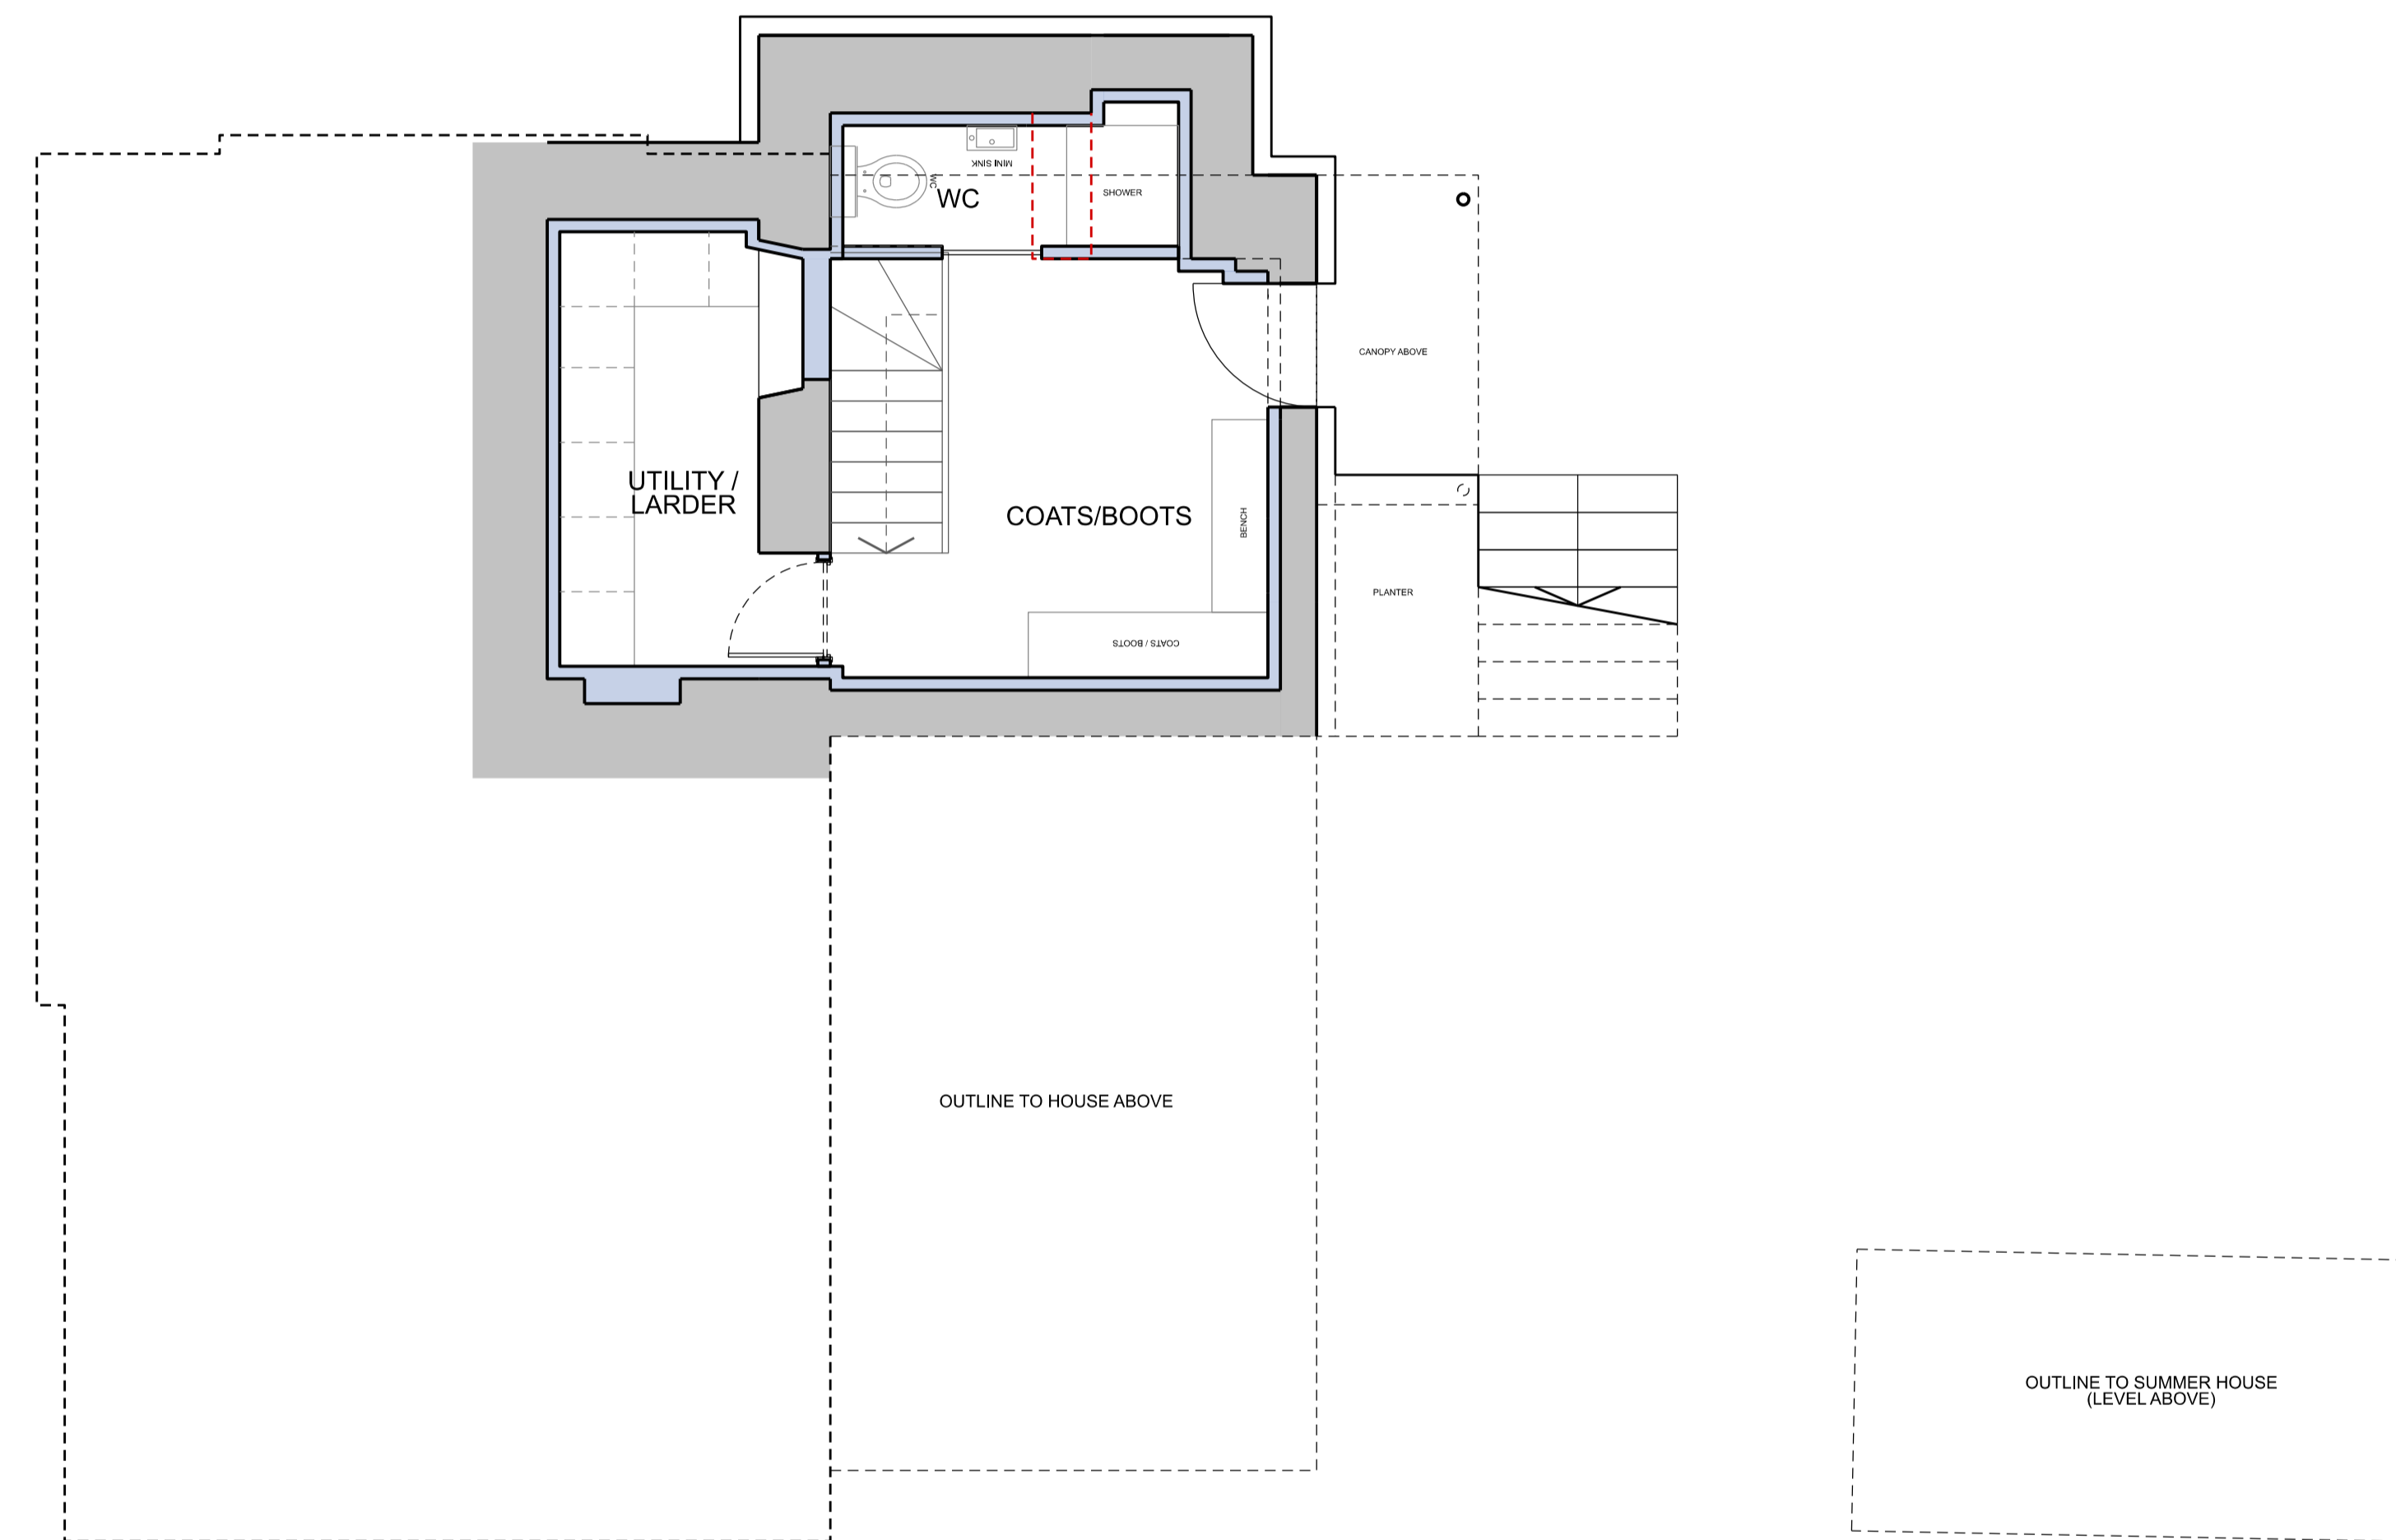 MINI SINK
WC
WC
SHOWER
CANOPY ABOVE
UTILITY /
LARDER
COATS/BOOTS
BENCH
PLANTER
COATS / BOOTS
OUTLINE TO HOUSE ABOVE
OUTLINE TO SUMMER HOUSE
(LEVEL ABOVE)